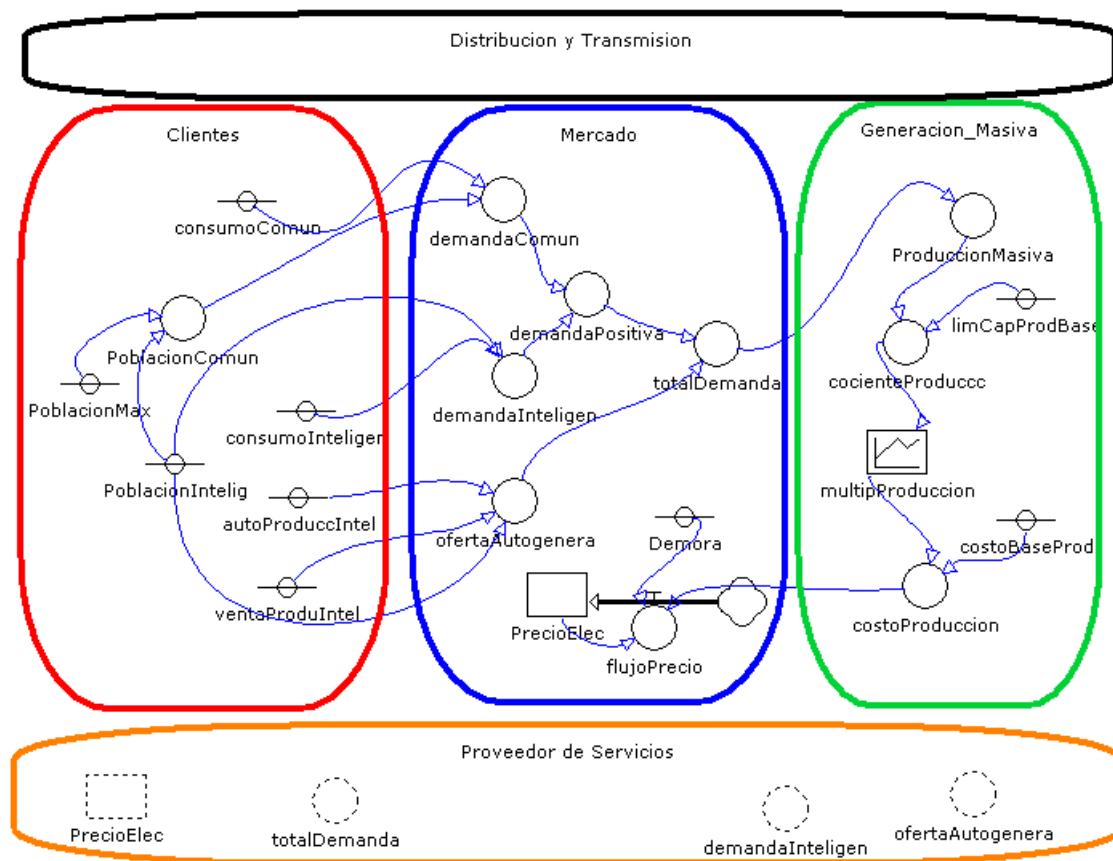 Distribucion y Transmision
Clientes
Mercado
Generacion_Masiva
consumoComun
demandaComun
ProduccionMasiva
limCapProdBase
PoblacionComun
demandaPositiva
totalDemanda
cocienteProduccc
PoblacionMax
demandaInteligen
consumoInteligen
PoblacionIntelig
multipProduccion
autoProduccIntel
ofertaAutogenera
Demora
costoBaseProd
ventaProduIntel
PrecioElec
flujoPrecio
costoProduccion
Proveedor de Servicios
PrecioElec
totalDemanda
demandaInteligen
ofertaAutogenera